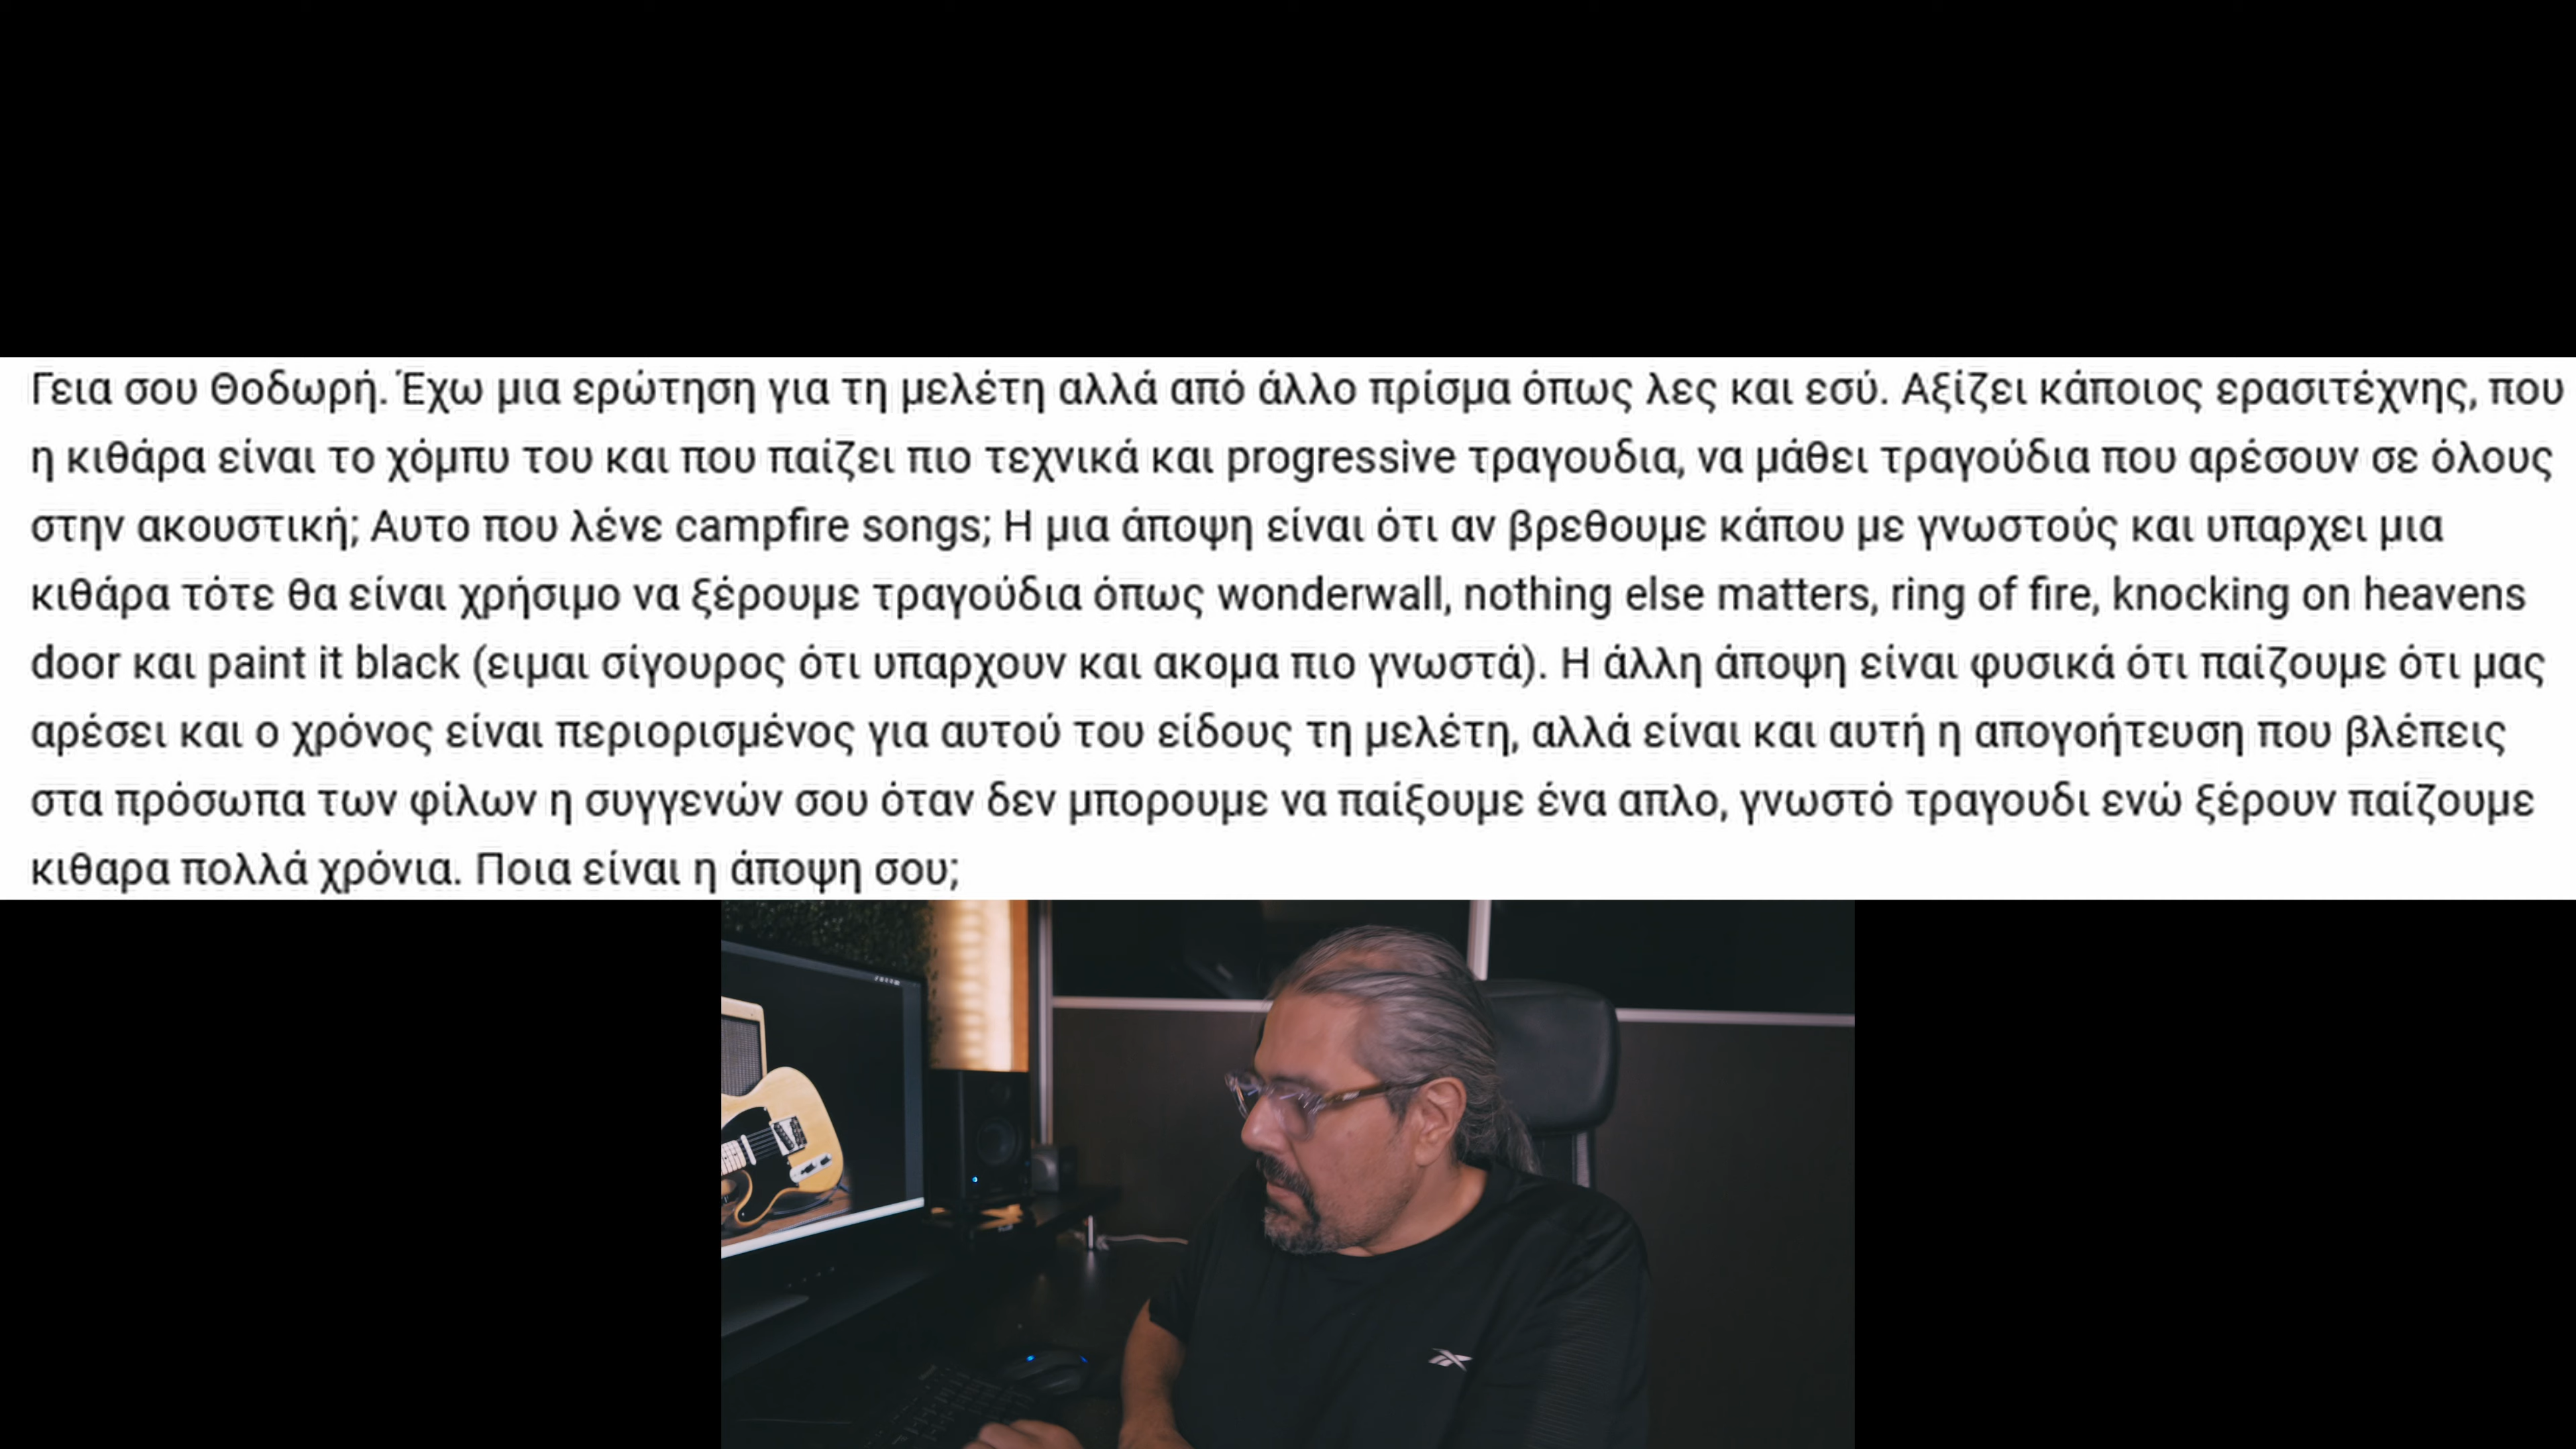 Γεια σου Θοδωρή. Έχω μια ερώτηση για τη μελέτη αλλά από άλλο πρίσμα όπως λες και εσύ. Αξίζει κάποιος ερασιτέχνης, που
η κιθάρα είναι το χόμπυ του και που παίζει πιο τεχνικά και progressive τραγουδια, να μάθει τραγούδια που αρέσουν σε όλους
στην ακουστική; Αυτο που λένε campfire songs; Η μια άποψη είναι ότι αν βρεθουμε κάπου με γνωστούς και υπαρχει μια
κιθάρα τότε θα είναι χρήσιμο να ξέρουμε τραγούδια όπως wonderwall, nothing else matters, ring of fire, knocking on heavens
door και paint it black (ειμαι σίγουρος ότι υπαρχουν και ακομα πιο γνωστά). Η άλλη άποψη είναι φυσικά ότι παίζουμε ότι μας
αρέσει και ο χρόνος είναι περιορισμένος για αυτού του είδους τη μελέτη, αλλά είναι και αυτή η απογοήτευση που βλέπεις
στα πρόσωπα των φίλων η συγγενών σου όταν δεν μπορουμε να παίξουμε ένα απλο, γνωστό τραγουδι ενώ ξέρουν παίζουμε
κιθαρα πολλά χρόνια. Ποια είναι η άποψη σου;